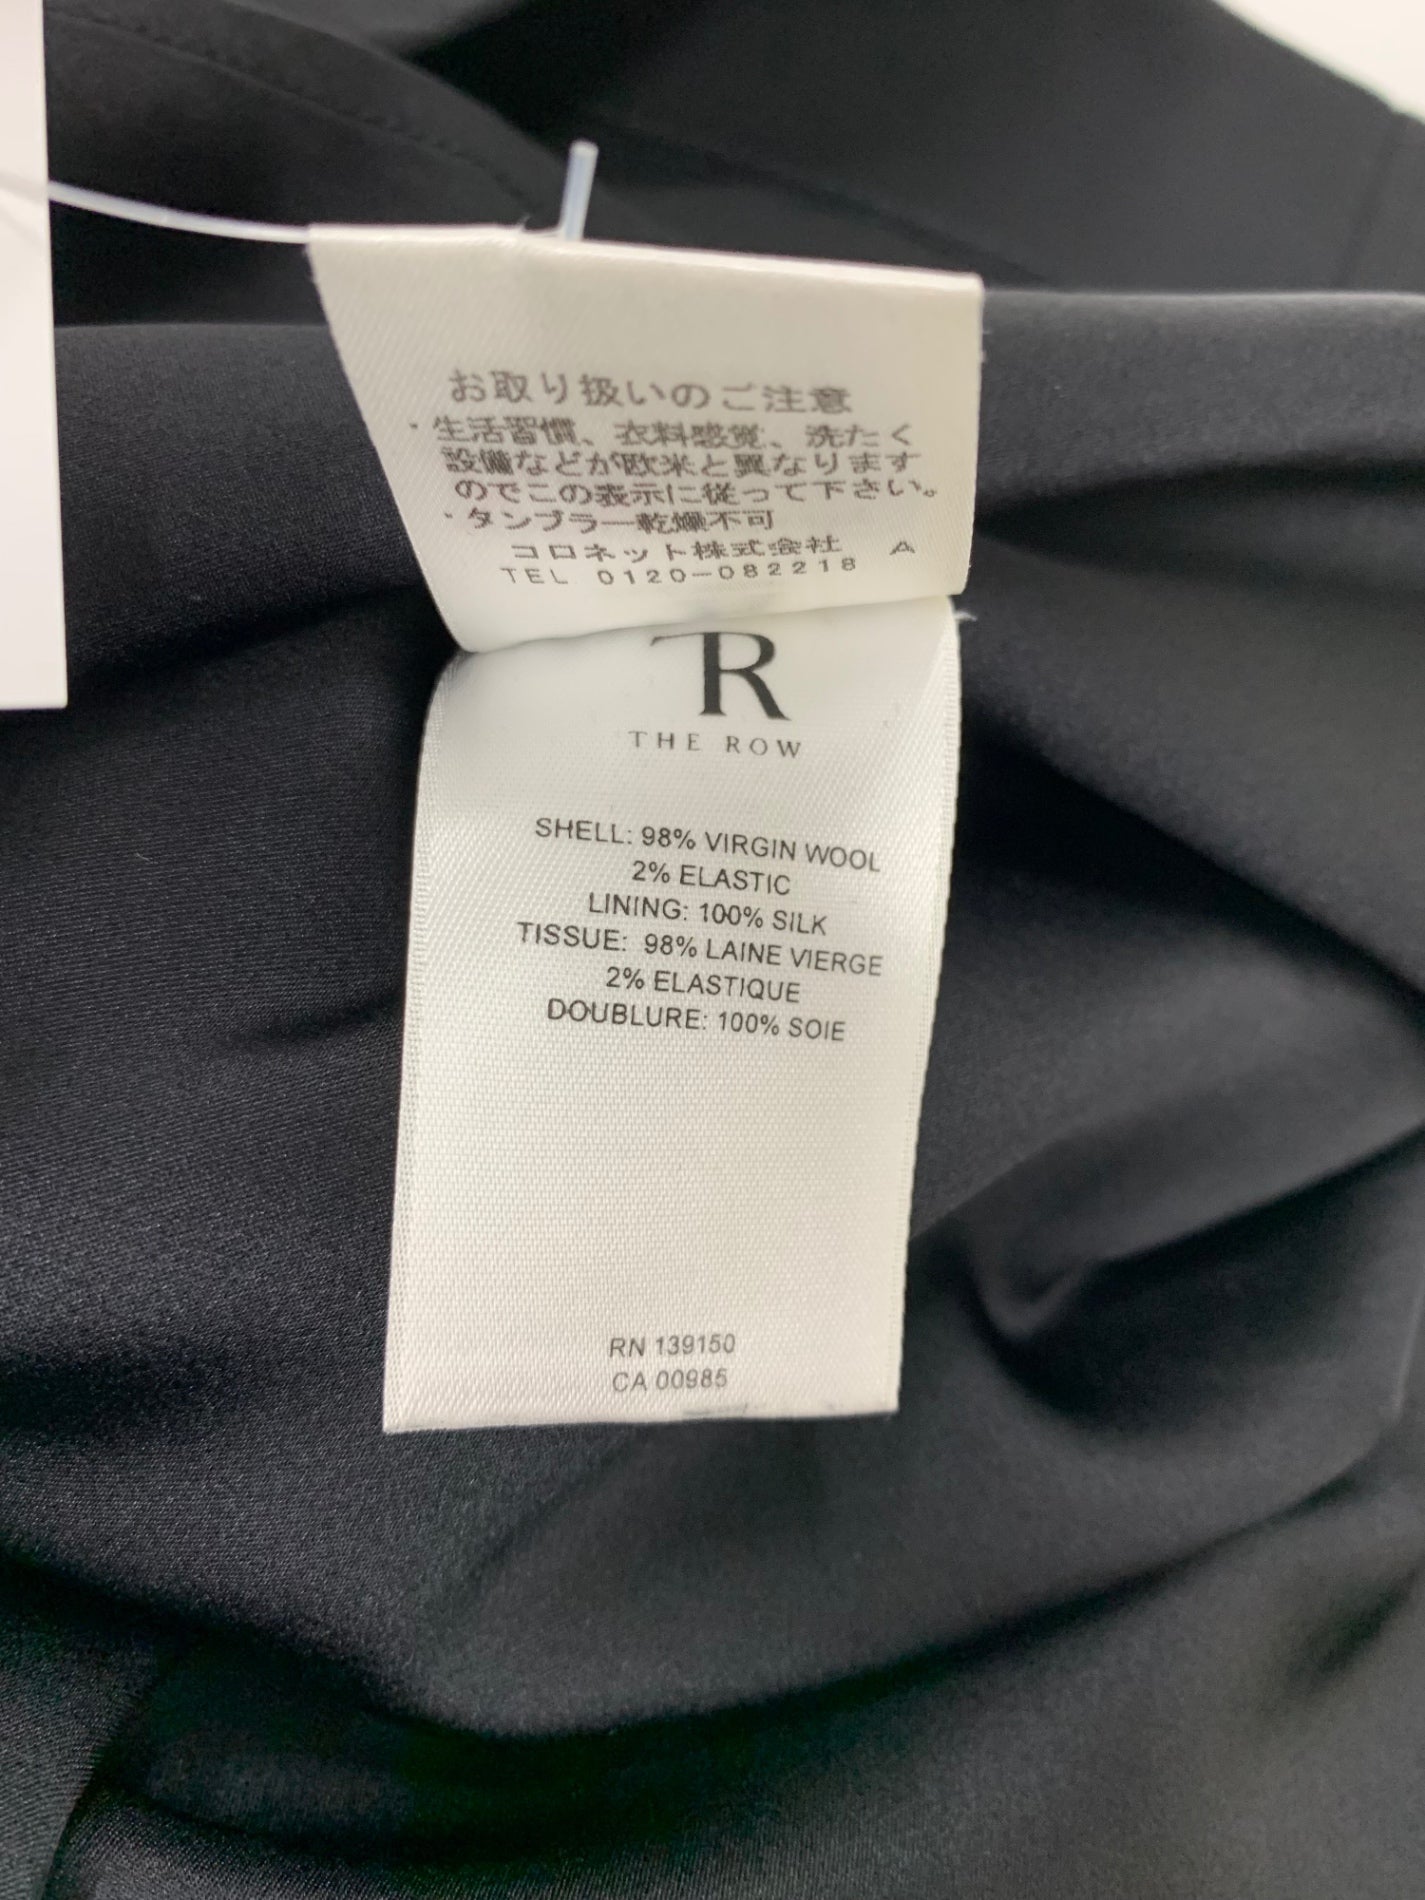 お取り扱いのご注意
・生活習慣、衣料感覚、洗たく
設備などが欧米と異なります
のでこの表示に従って下さい。
・タンブラー乾燥不可
コロネット株式会社 A
TEL 0120-082218
TR
THE ROW
SHELL: 98% VIRGIN WOOL
2% ELASTIC
LINING: 100% SILK
TISSUE: 98% LAINE VIERGE
2% ELASTIQUE
DOUBLURE: 100% SOIE
RN 139150
CA 00985